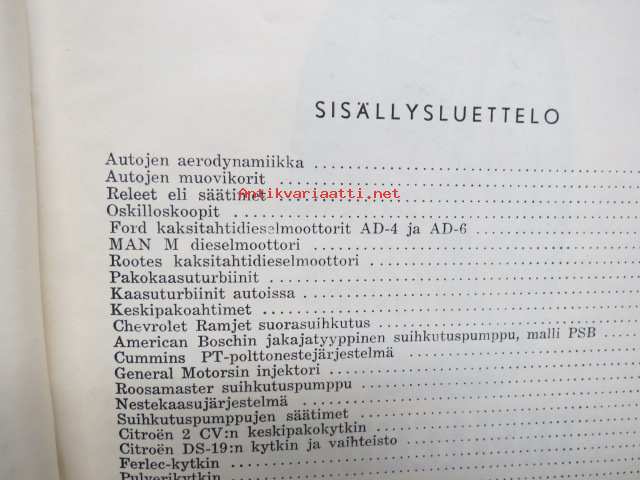 SISÄLLYSLUETTELO
Autojen aerodynamiikka
Autojen muovikorit
Releet eli säätimet
Antikvariaatti.net
Oskilloskoopit
Ford kaksitahtidieselmoottorit AD-4 ja AD-6
MAN M dieselmoottori
Rootes kaksitahtidieselmoottori
Pakokaasuturbiinit
Kaasuturbiinit autoissa
Keskipakoahtimet
Chevrolet Ramjet suorasuihkutus
American Boschin jakajatyyppinen suihkutuspumppu, malli PSB
Cummins PT-polttonestejärjestelmä
General Motorsin injektori
Roosamaster suihkutuspumppu
Nestekaasujärjestelmä
Suihkutuspumppujen säätimet
Citroën 2 CV:n keskipakokytkin
Citroën DS-19:n kytkin ja vaihteisto
Ferlec-kytkin
Pulverikytkin